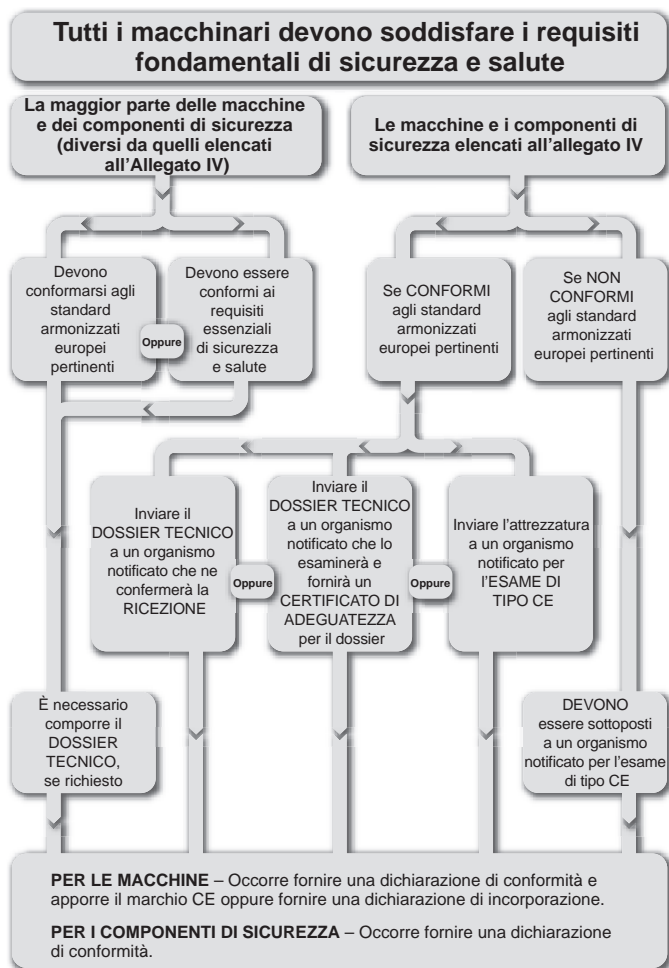 Tutti i macchinari devono soddisfare i requisiti
fondamentali di sicurezza e salute
La maggior parte delle macchine
e dei componenti di sicurezza
(diversi da quelli elencati
all'Allegato IV)
Le macchine e i componenti di
sicurezza elencati all'allegato IV
Devono
conformarsi agli
standard
armonizzati
europei
pertinenti
Oppure
Devono essere
conformi ai
requisiti
essenziali
di sicurezza
e salute
Se CONFORMI
agli standard
armonizzati
europei pertinenti
Se NON
CONFORMI
agli standard
armonizzati
europei pertinenti
Inviare il
DOSSIER TECNICO
a un organismo
notificato che ne
confermerà la
RICEZIONE
Oppure
Inviare il
DOSSIER TECNICO
a un organismo
notificato che lo
esaminerà e
fornirà un
CERTIFICATO DI
ADEGUATEZZA
per il dossier
Oppure
Inviare l'attrezzatura
a un organismo
notificato per
l'ESAME DI
TIPO CE
È necessario
comporre il
DOSSIER
TECNICO,
se richiesto
DEVONO
essere sottoposti
a un organismo
notificato per l'esame
di tipo CE
PER LE MACCHINE – Occorre fornire una dichiarazione di conformità e
apporre il marchio CE oppure fornire una dichiarazione di incorporazione.
PER I COMPONENTI DI SICUREZZA – Occorre fornire una dichiarazione
di conformità.